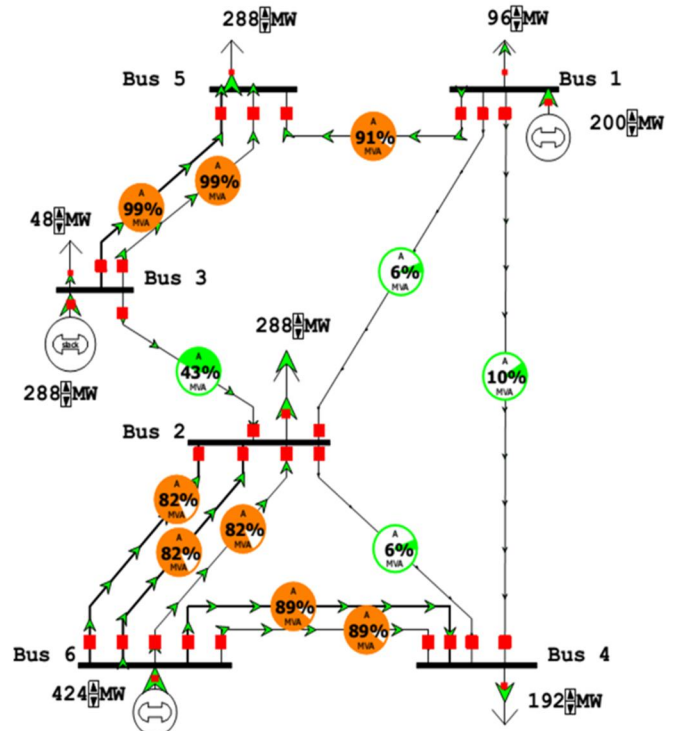 288 MW
96 MW
Bus 5
Bus 1
A
91%
MVA
200 MW
A
99%
MVA
A
99%
MVA
48 MW
Bus 3
A
6%
MVA
slack
288 MW
288 MW
A
43%
MVA
A
10%
MVA
Bus 2
A
82%
MVA
A
82%
MVA
A
82%
MVA
A
6%
MVA
A
89%
MVA
A
89%
MVA
Bus 6
Bus 4
424 MW
192 MW